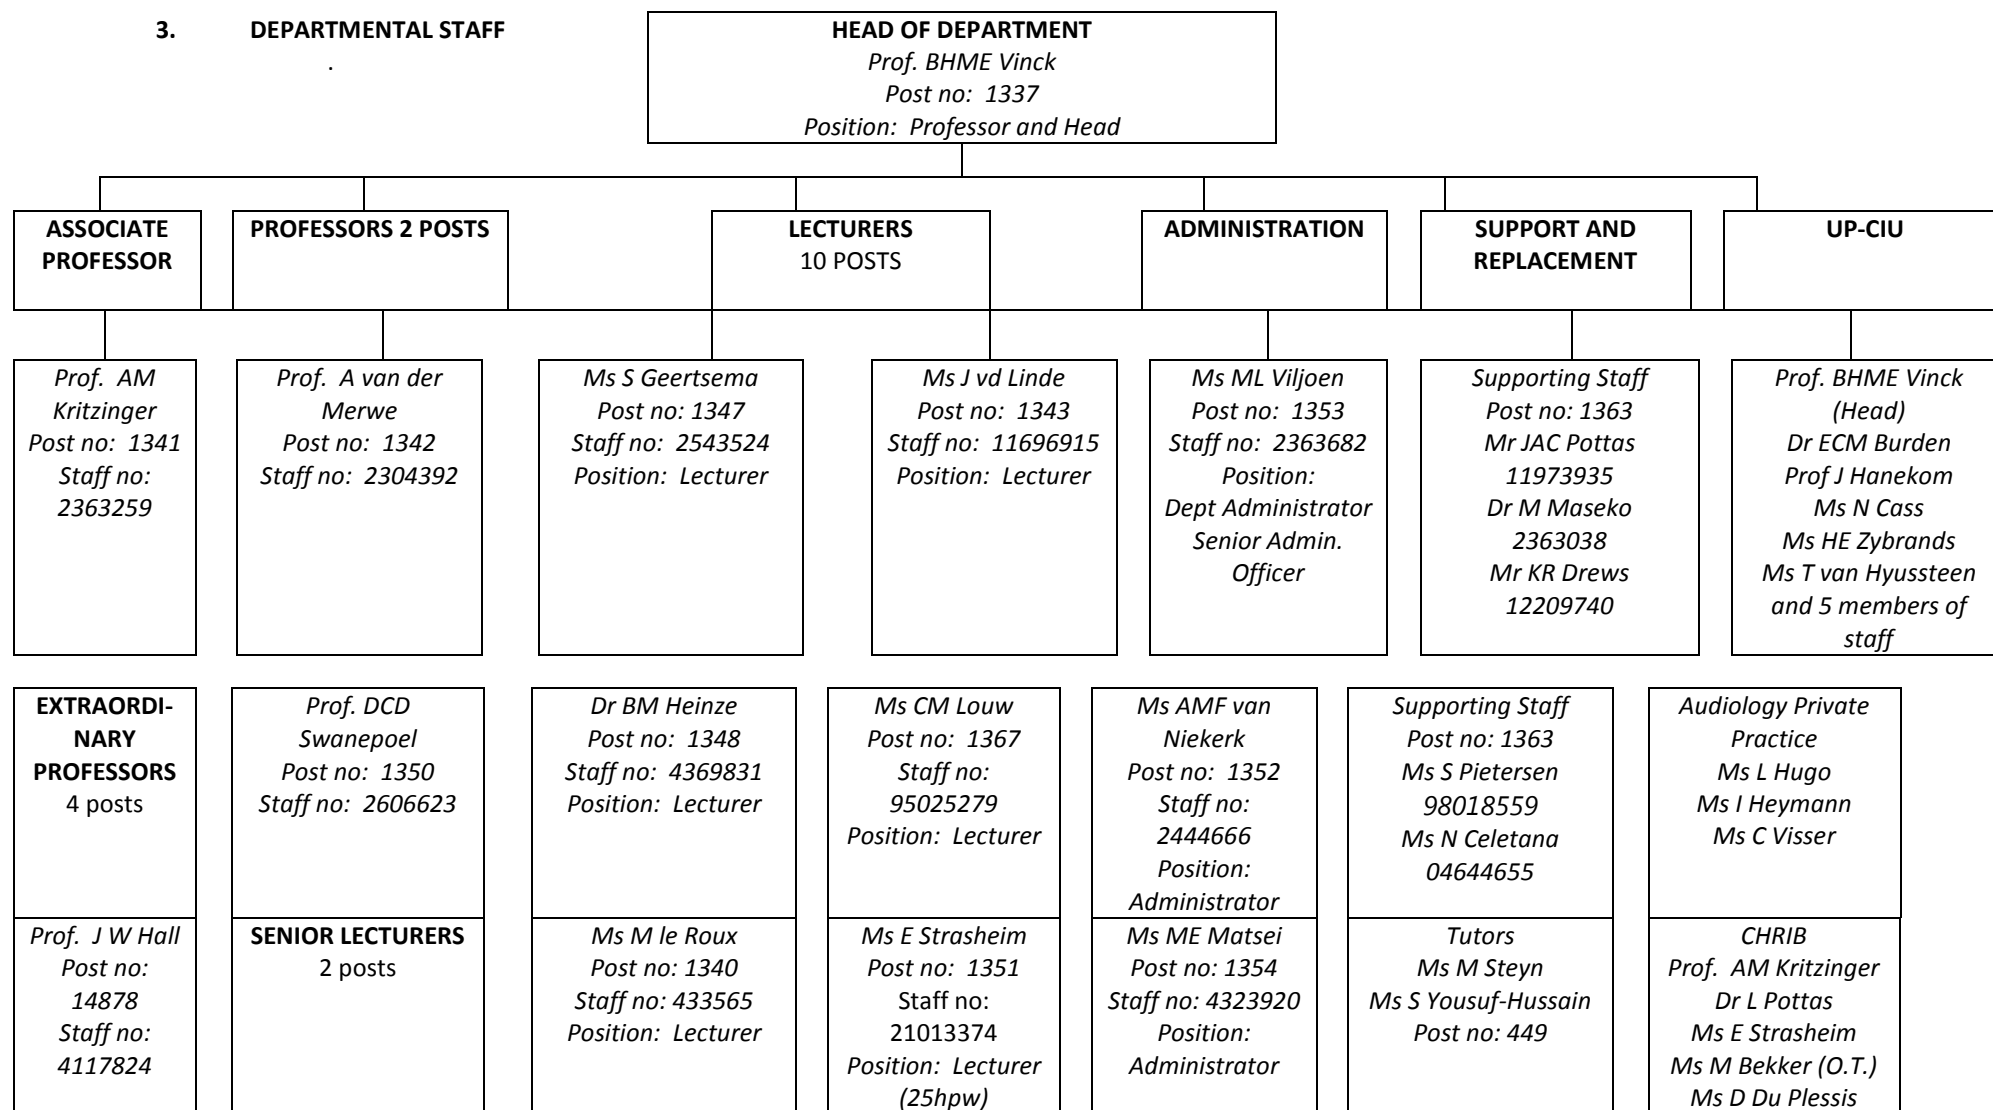 3. DEPARTMENTAL STAFF
.
HEAD OF DEPARTMENT
Prof. BHME Vinck
Post no: 1337
Position: Professor and Head
ASSOCIATE
PROFESSOR
PROFESSORS 2 POSTS
LECTURERS
10 POSTS
ADMINISTRATION
SUPPORT AND
REPLACEMENT
UP-CIU
Prof. AM
Kritzinger
Post no: 1341
Staff no:
2363259
Prof. A van der
Merwe
Post no: 1342
Staff no: 2304392
Ms S Geertsema
Post no: 1347
Staff no: 2543524
Position: Lecturer
Ms J vd Linde
Post no: 1343
Staff no: 11696915
Position: Lecturer
Ms ML Viljoen
Post no: 1353
Staff no: 2363682
Position:
Dept Administrator
Senior Admin.
Officer
Supporting Staff
Post no: 1363
Mr JAC Pottas
11973935
Dr M Maseko
2363038
Mr KR Drews
12209740
Prof. BHME Vinck
(Head)
Dr ECM Burden
Prof J Hanekom
Ms N Cass
Ms HE Zybrands
Ms T van Hyussteen
and 5 members of
staff
EXTRAORDI-
NARY
PROFESSORS
4 posts
Prof. DCD
Swanepoel
Post no: 1350
Staff no: 2606623
Dr BM Heinze
Post no: 1348
Staff no: 4369831
Position: Lecturer
Ms CM Louw
Post no: 1367
Staff no:
95025279
Position: Lecturer
Ms AMF van
Niekerk
Post no: 1352
Staff no:
2444666
Position:
Administrator
Supporting Staff
Post no: 1363
Ms S Pietersen
98018559
Ms N Celetana
04644655
Audiology Private
Practice
Ms L Hugo
Ms I Heymann
Ms C Visser
Prof. J W Hall
Post no:
14878
Staff no:
4117824
SENIOR LECTURERS
2 posts
Ms M le Roux
Post no: 1340
Staff no: 433565
Position: Lecturer
Ms E Strasheim
Post no: 1351
Staff no:
21013374
Position: Lecturer
(25hpw)
Ms ME Matsei
Post no: 1354
Staff no: 4323920
Position:
Administrator
Tutors
Ms M Steyn
Ms S Yousuf-Hussain
Post no: 449
CHRIB
Prof. AM Kritzinger
Dr L Pottas
Ms E Strasheim
Ms M Bekker (O.T.)
Ms D Du Plessis